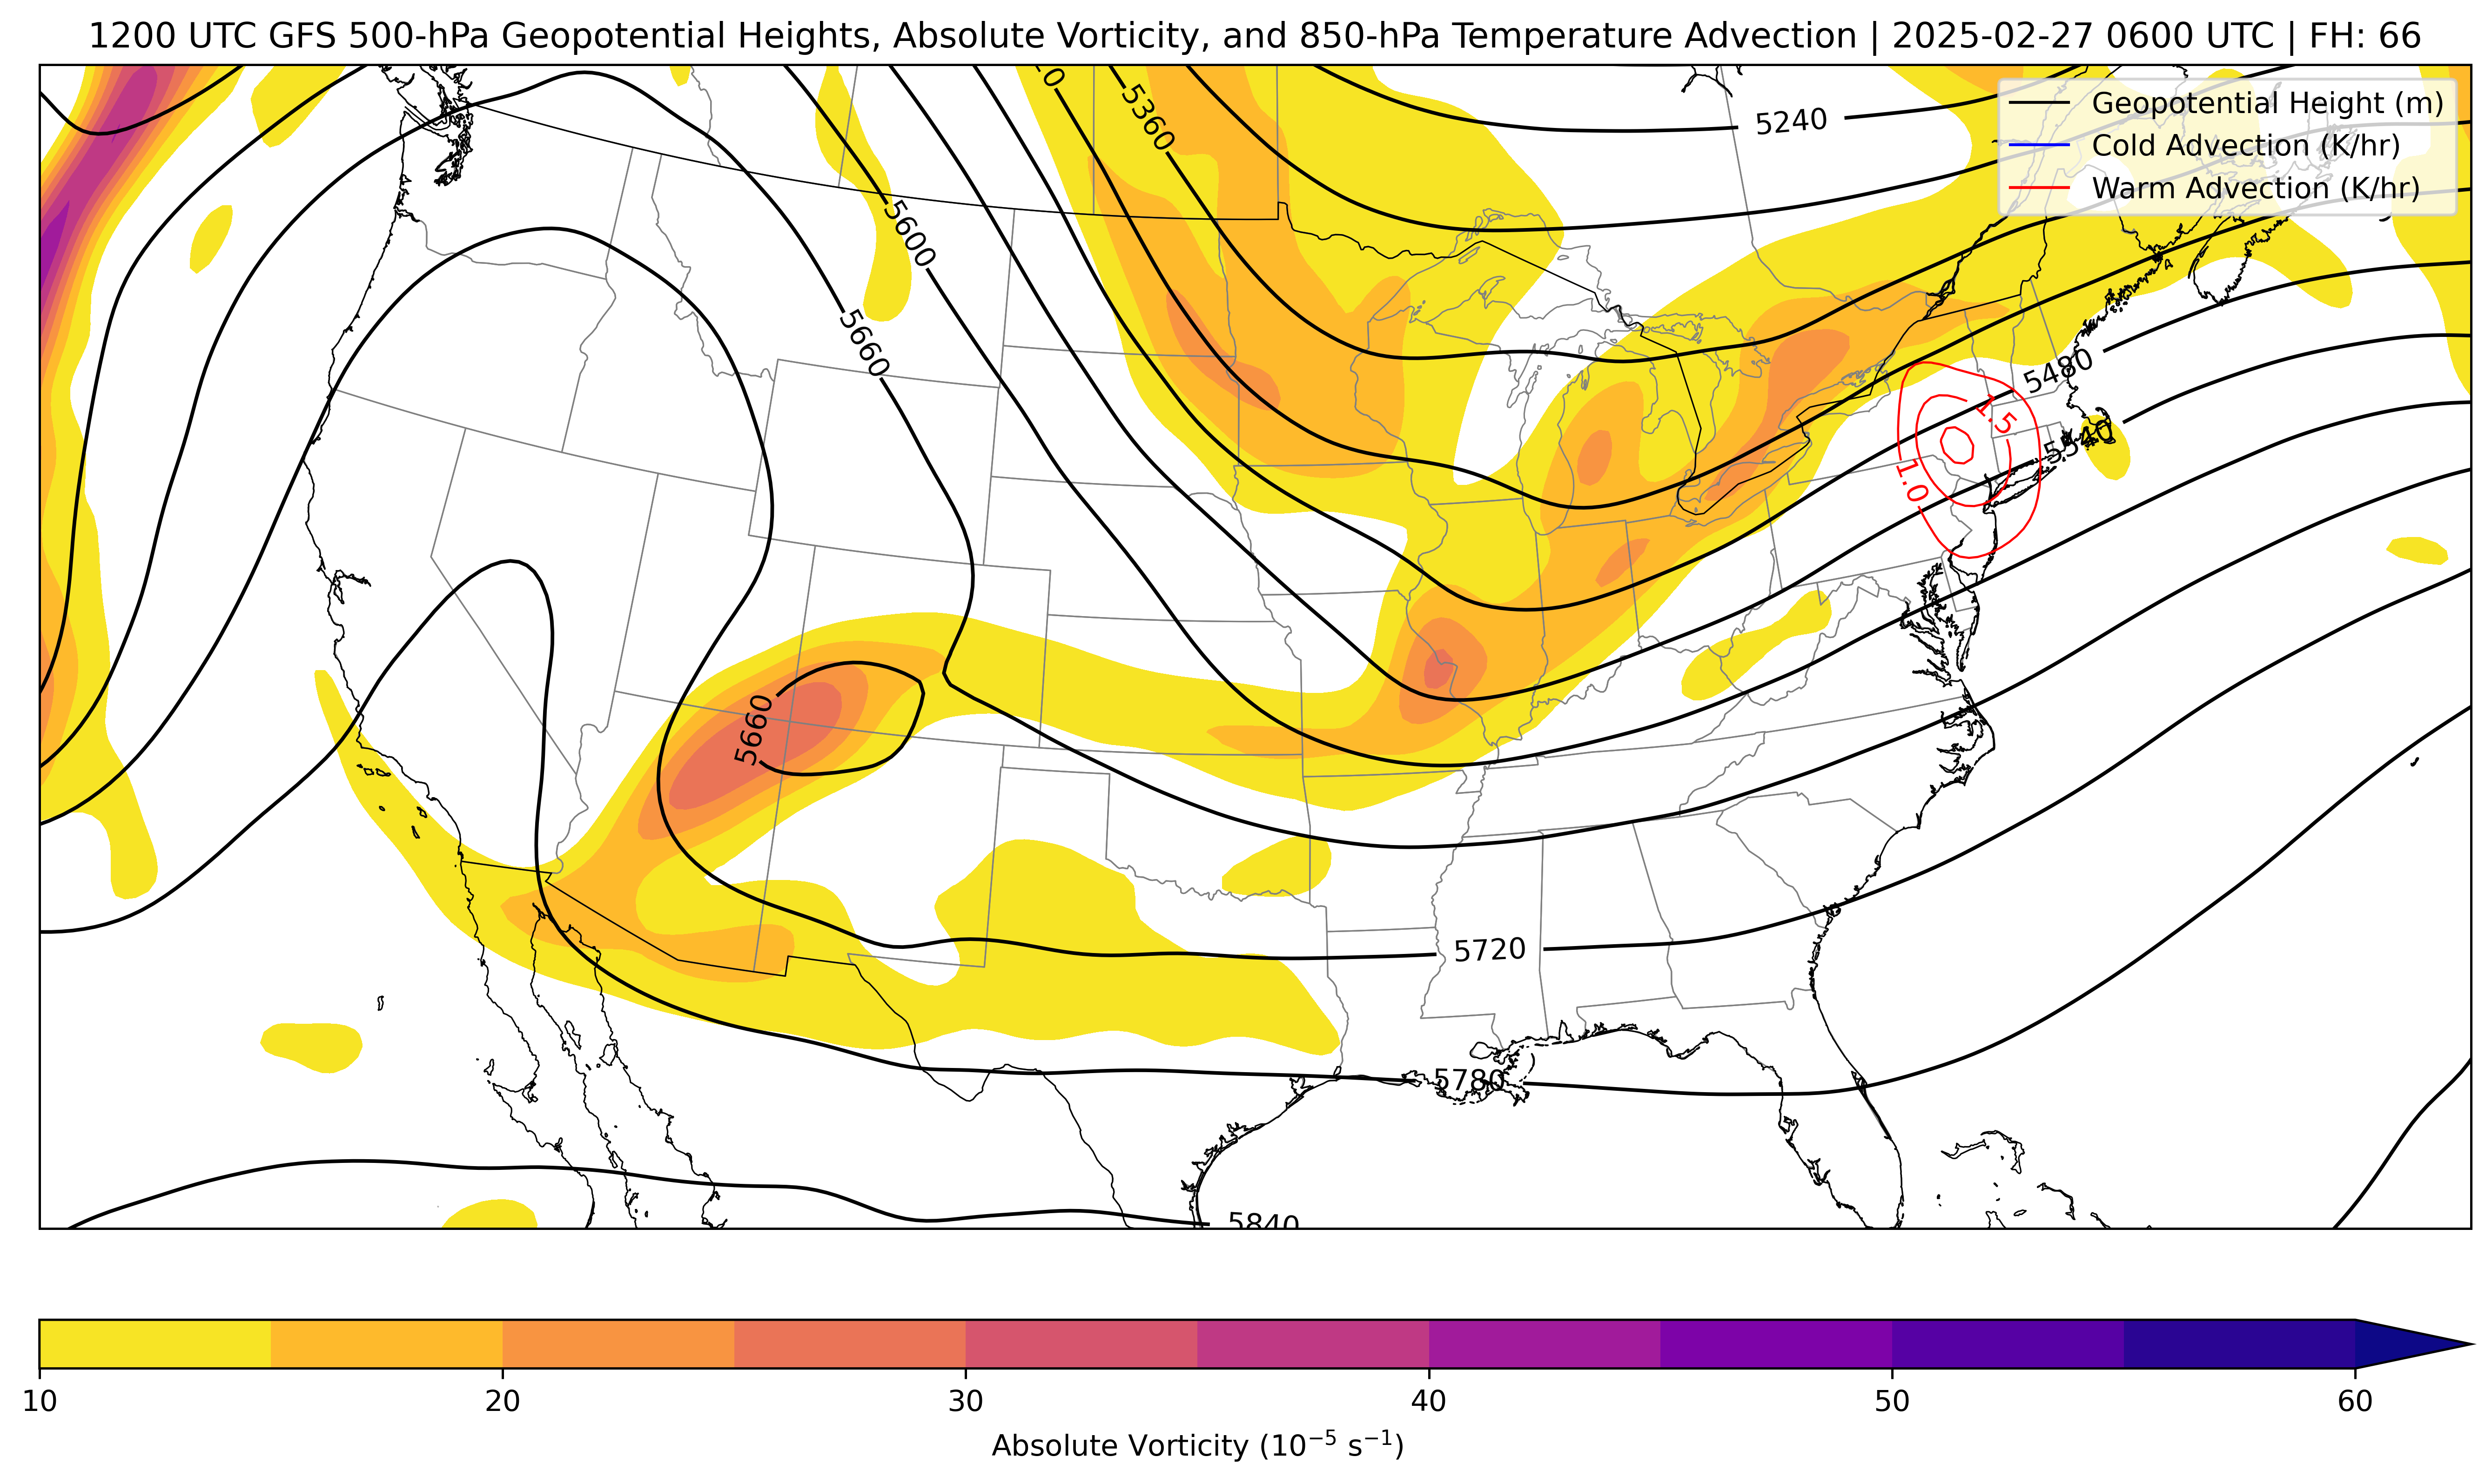 1200 UTC GFS 500-hPa Geopotential Heights, Absolute Vorticity, and 850-hPa Temperature Advection | 2025-02-27 0600 UTC | FH: 66
Geopotential Height (m)
Cold Advection (K/hr)
Warm Advection (K/hr)
5360
5240
5600
5660
5480
1.5
5540
1.0
5660
5720
5780
5840
10 20 30 40 50 60
Absolute Vorticity (10⁻⁵ s⁻¹)